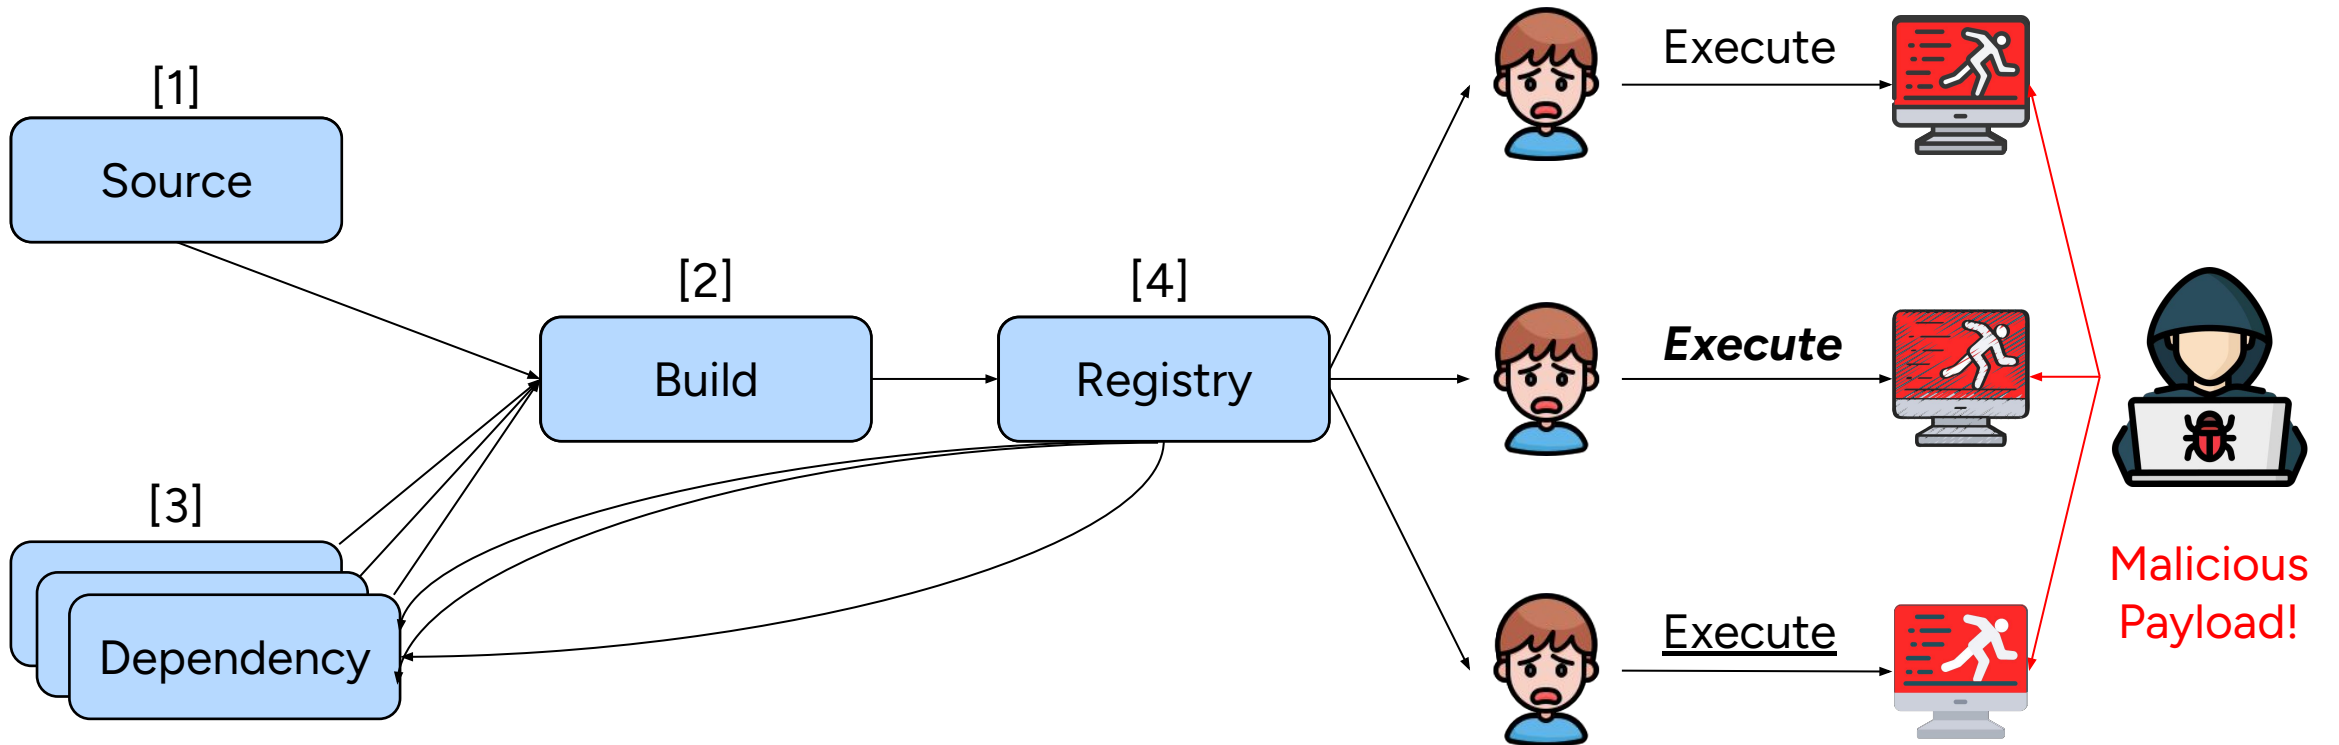 [1]
Source
[2]
Build
[3]
Dependency
[4]
Registry
Execute
Execute
Execute
Malicious
Payload!